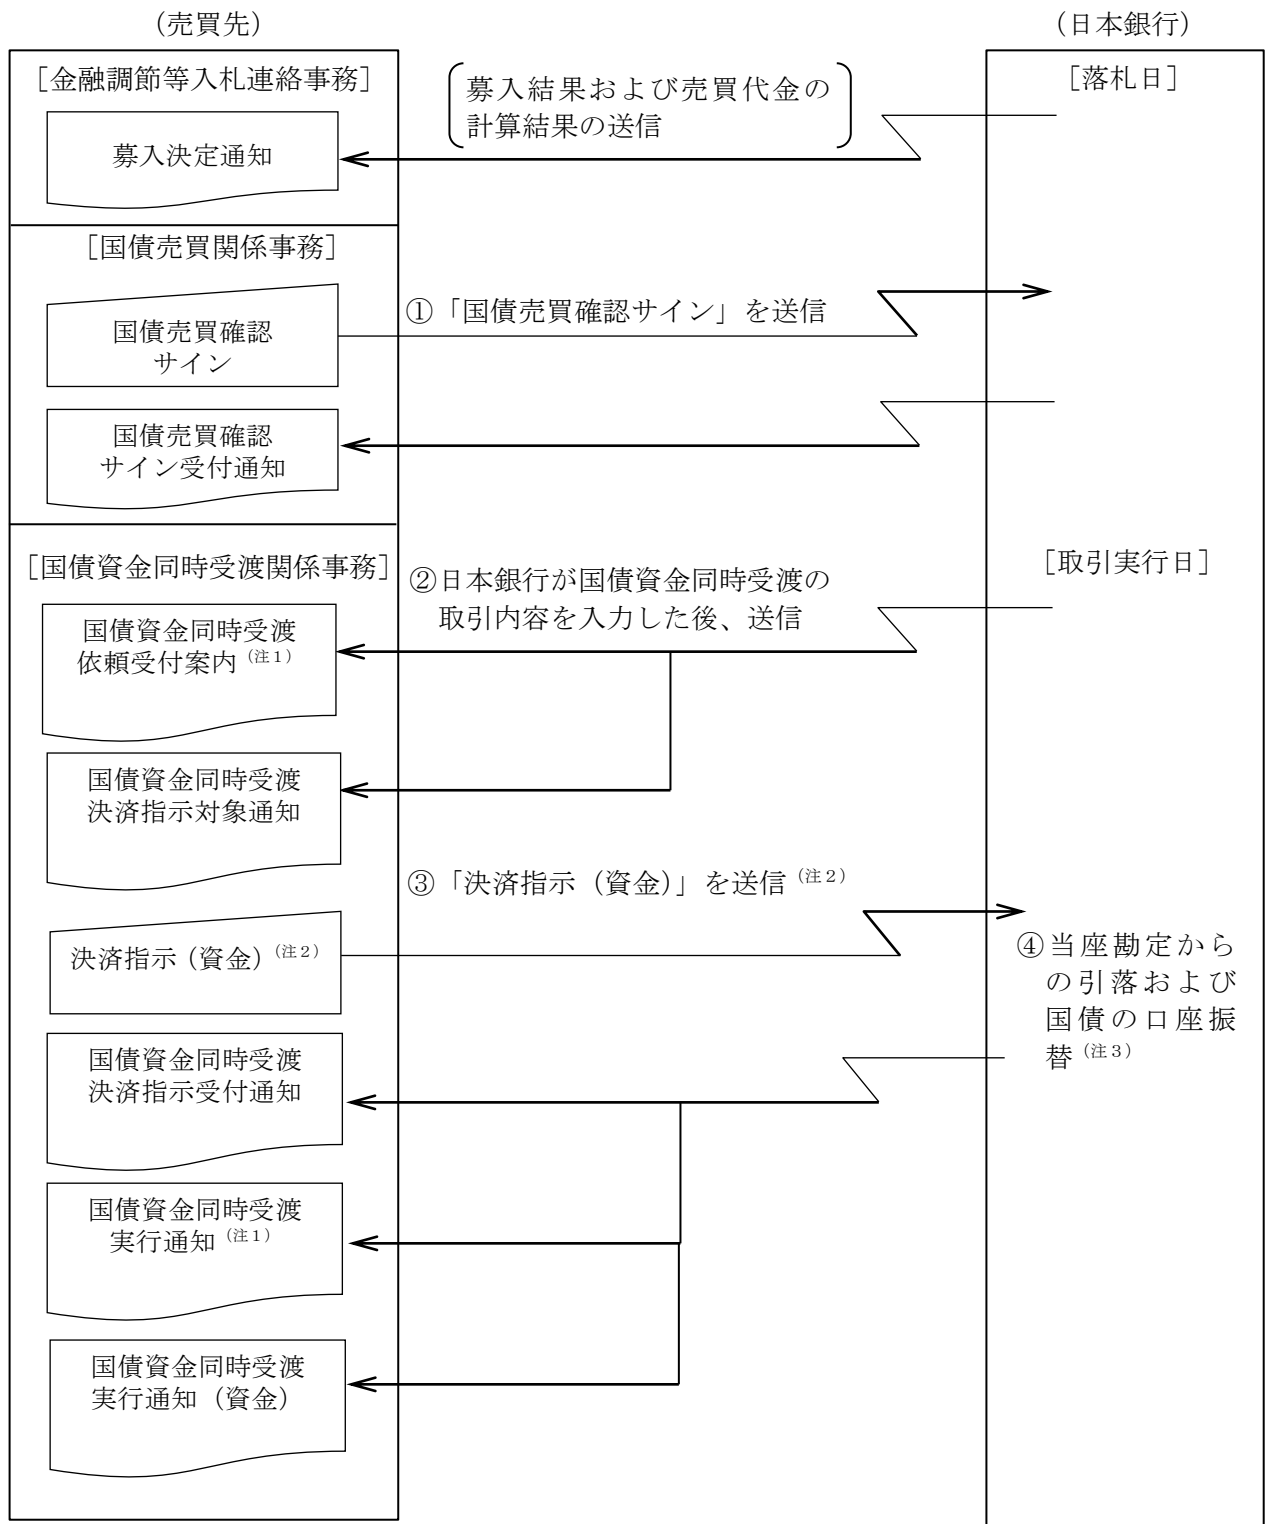 （売買先）
（日本銀行）
［金融調節等入札連絡事務］
募入結果および売買代金の
計算結果の送信
［落札日］
募入決定通知
［国債売買関係事務］
①「国債売買確認サイン」を送信
国債売買確認
サイン
国債売買確認
サイン受付通知
［国債資金同時受渡関係事務］
②日本銀行が国債資金同時受渡の
取引内容を入力した後、送信
［取引実行日］
国債資金同時受渡
依頼受付案内（注１）
国債資金同時受渡
決済指示対象通知
③「決済指示（資金）」を送信（注２）
決済指示（資金）（注２）
④当座勘定から
の引落および
国債の口座振
替（注３）
国債資金同時受渡
決済指示受付通知
国債資金同時受渡
実行通知（注１）
国債資金同時受渡
実行通知（資金）